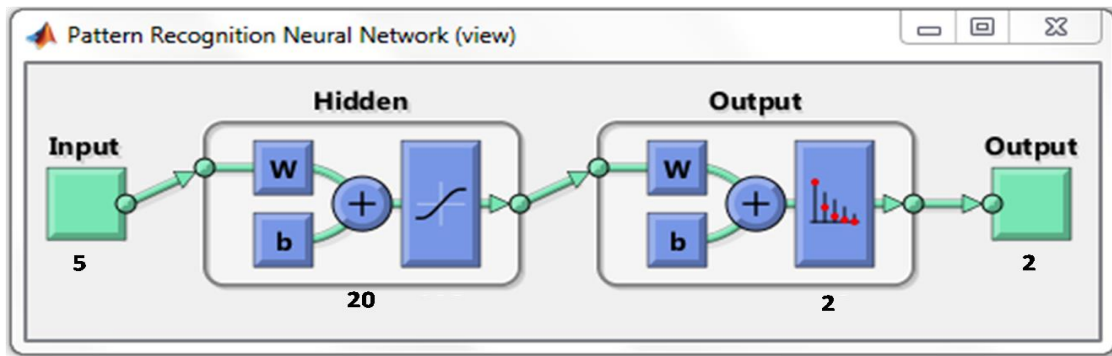 Pattern Recognition Neural Network (view)
Hidden
Output
Input
Output
W
b
+
W
b
+
5
20
2
2